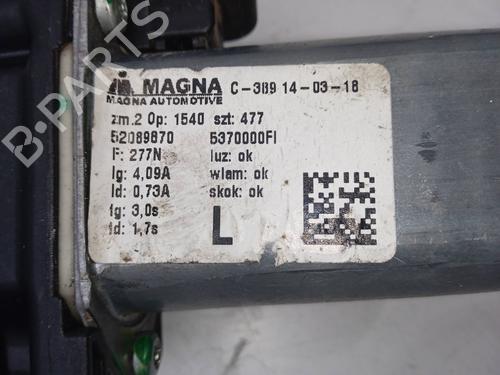 B-PARTS
MAGNA C-389 14-03-18
MAGNA AUTOMOTIVE
zm.2 Op: 1540 szt: 477
52089870 5370000FI
F: 277N luz: ok
Ig: 4,09A wlam: ok
Id: 0,73A skok: ok
tg: 3,0s
td: 1,7s
L